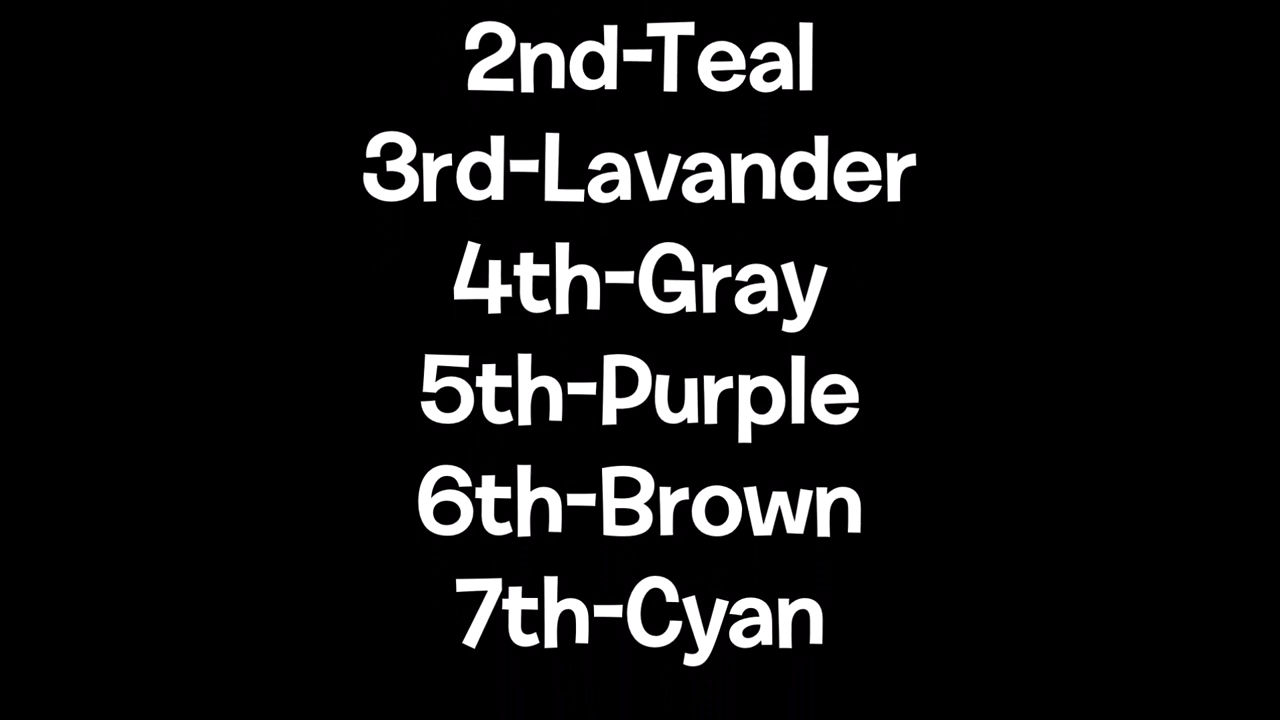 2nd-Teal
3rd-Lavander
4th-Gray
5th-Purple
6th-Brown
7th-Cyan